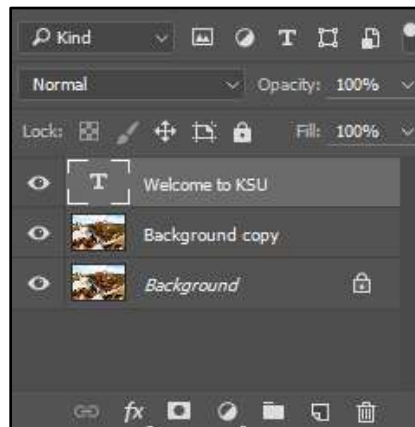 Kind T
Normal Opacity: 100%
Lock: Fill: 100%
T Welcome to KSU
Background copy
Background
fx